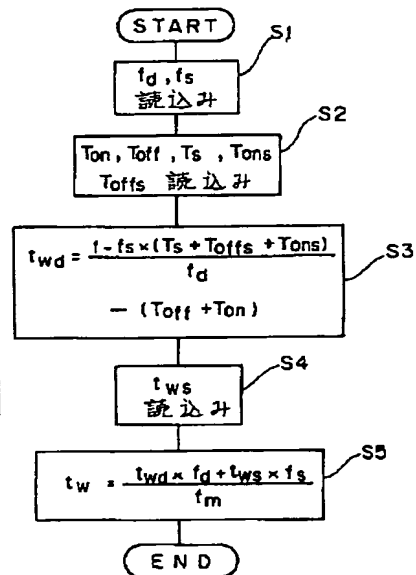 START
S1
fd , fs
読込み
S2
Ton , Toff , Ts , Tons
Toffs 読込み
S3
twd = 1 - fs × (Ts + Toffs + Tons)
fd
— (Toff + Ton)
S4
tws
読込み
S5
tw = twd × fd + tws × fs
tm
END